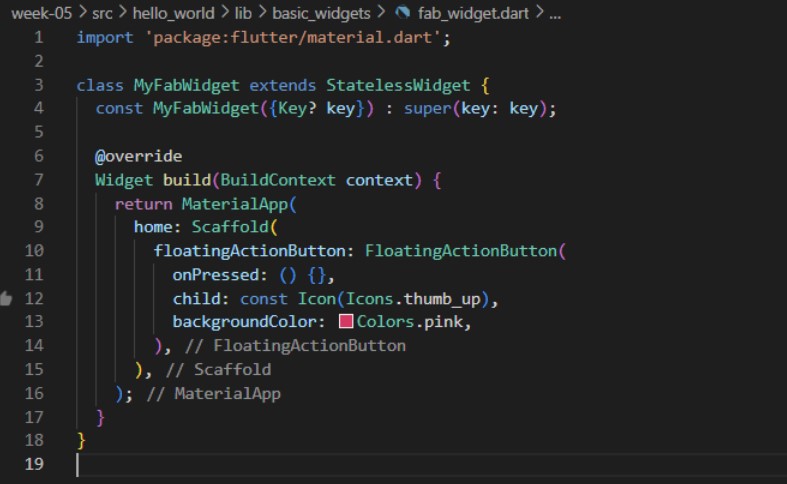 week-05 > src > hello_world > lib > basic_widgets > fab_widget.dart > ...
1 import 'package:flutter/material.dart';
2
3 class MyFabWidget extends StatelessWidget {
4   const MyFabWidget({Key? key}) : super(key: key);
5
6   @override
7   Widget build(BuildContext context) {
8     return MaterialApp(
9       home: Scaffold(
10         floatingActionButton: FloatingActionButton(
11           onPressed: () {},
12           child: const Icon(Icons.thumb_up),
13           backgroundColor: Colors.pink,
14         ), // FloatingActionButton
15       ), // Scaffold
16     ); // MaterialApp
17   }
18 }
19